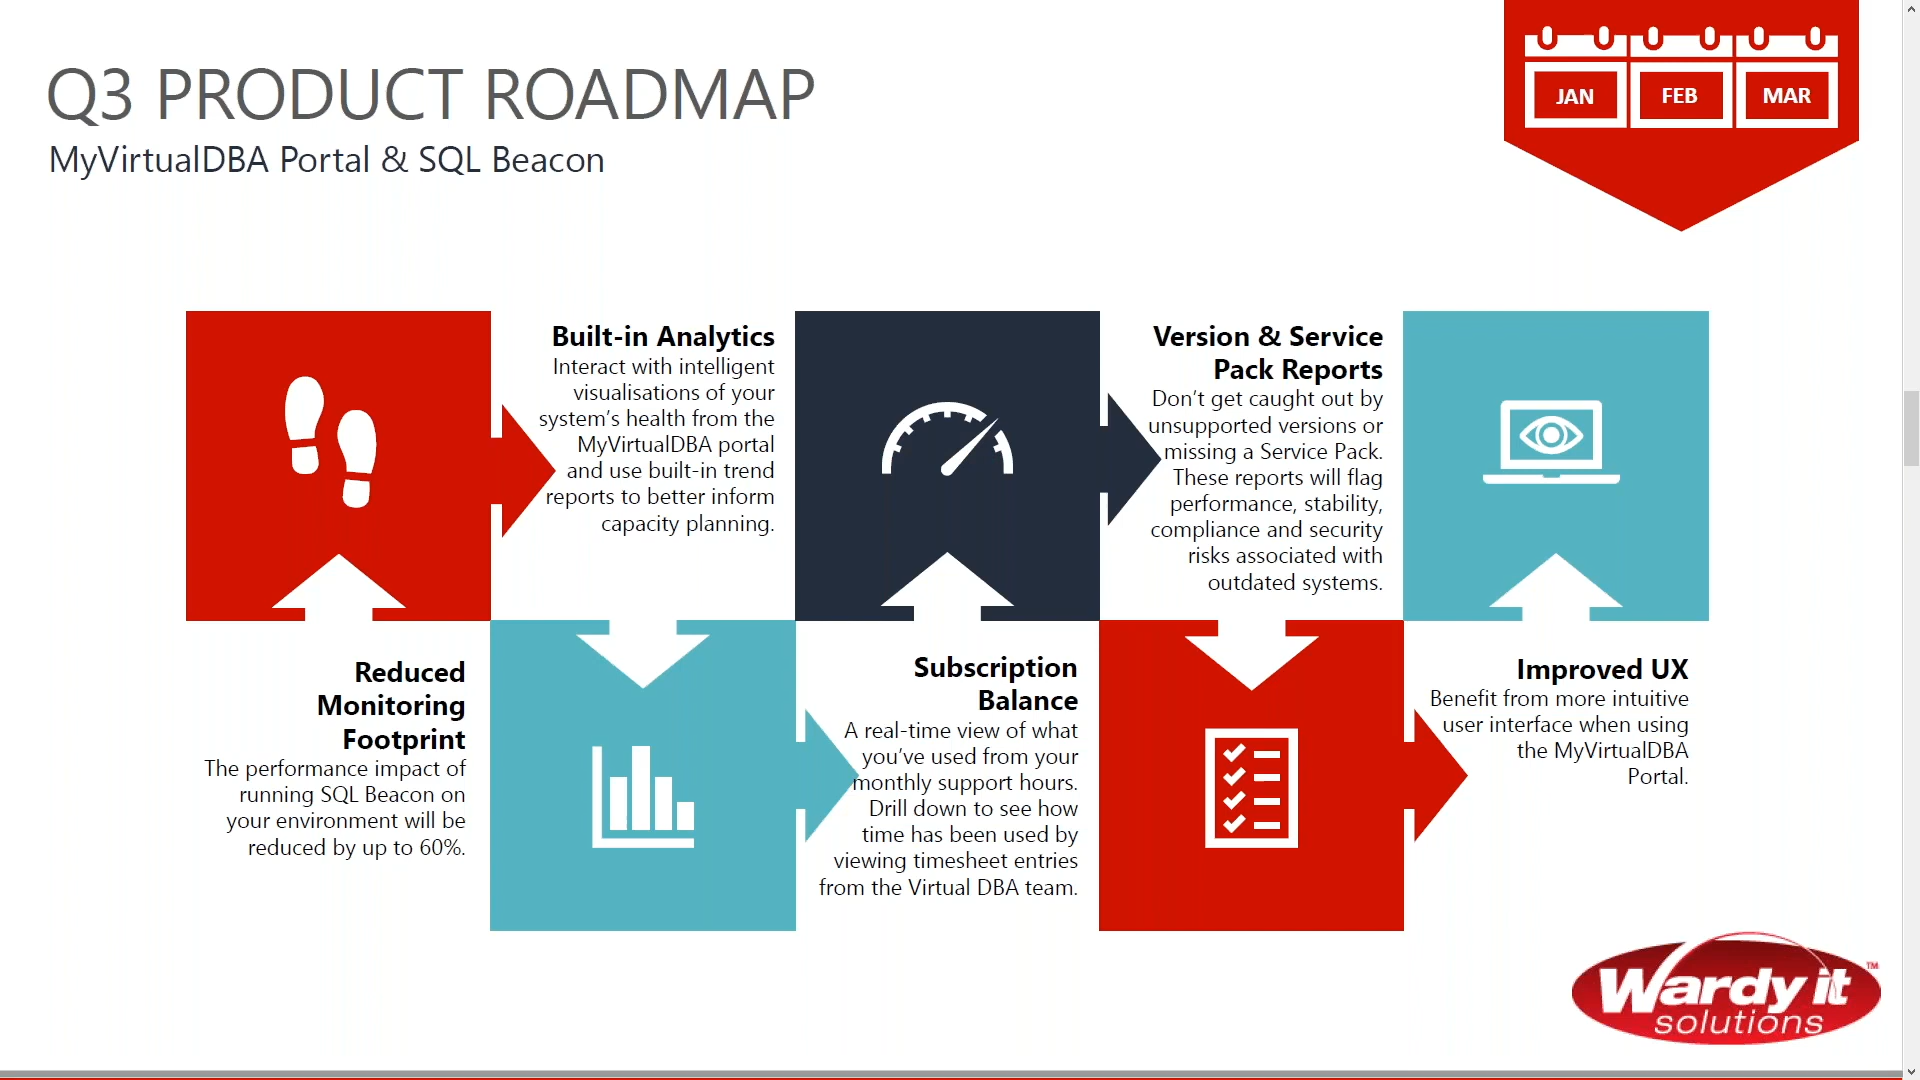 Q3 PRODUCT ROADMAP
MyVirtualDBA Portal & SQL Beacon
JAN
FEB
MAR
Reduced
Monitoring
Footprint
The performance impact of
running SQL Beacon on
your environment will be
reduced by up to 60%.
Built-in Analytics
Interact with intelligent
visualisations of your
system’s health from the
MyVirtualDBA portal
and use built-in trend
reports to better inform
capacity planning.
Subscription
Balance
A real-time view of what
you’ve used from your
monthly support hours.
Drill down to see how
time has been used by
viewing timesheet entries
from the Virtual DBA team.
Version & Service
Pack Reports
Don’t get caught out by
unsupported versions or
missing a Service Pack.
These reports will flag
performance, stability,
compliance and security
risks associated with
outdated systems.
Improved UX
Benefit from more intuitive
user interface when using
the MyVirtualDBA
Portal.
Wardy it™
solutions